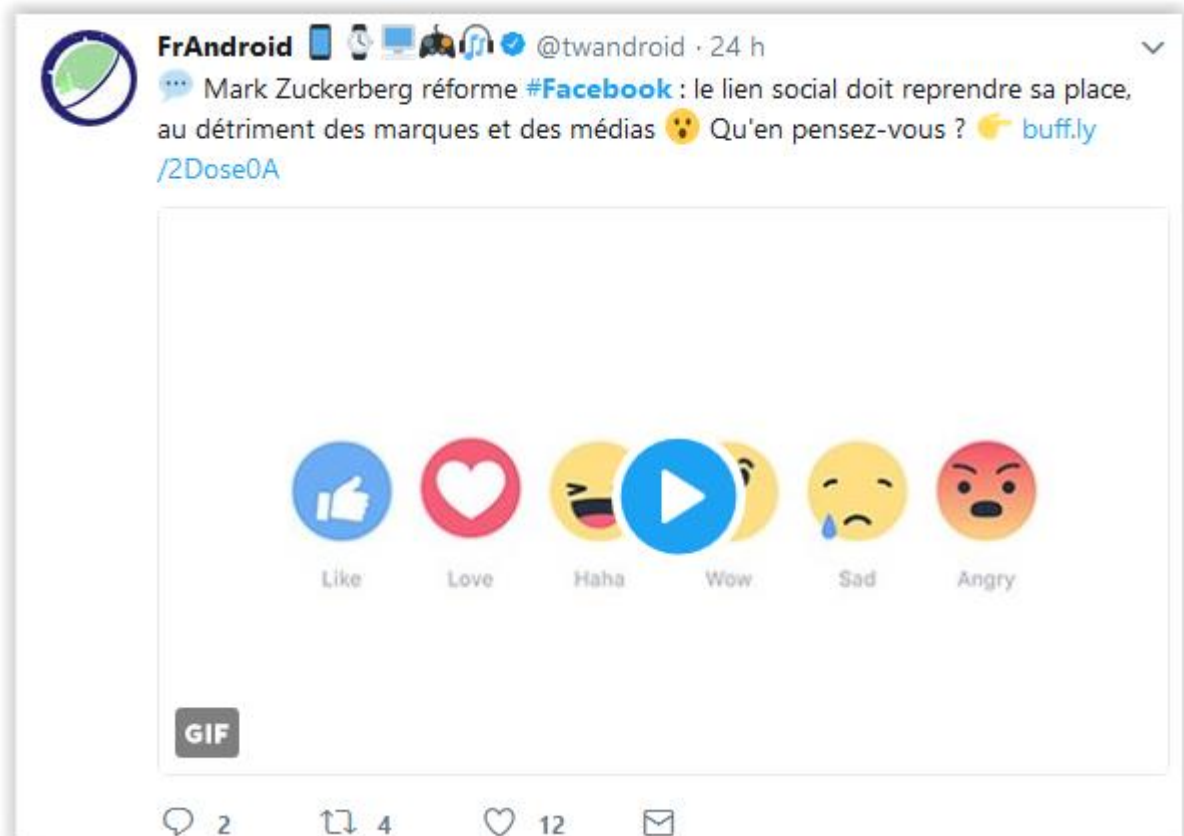 FrAndroid @twandroid · 24 h
Mark Zuckerberg réforme #Facebook : le lien social doit reprendre sa place,
au détriment des marques et des médias Qu'en pensez-vous ? buff.ly
/2Dose0A
Like Love Haha Wow Sad Angry
GIF
2 4 12